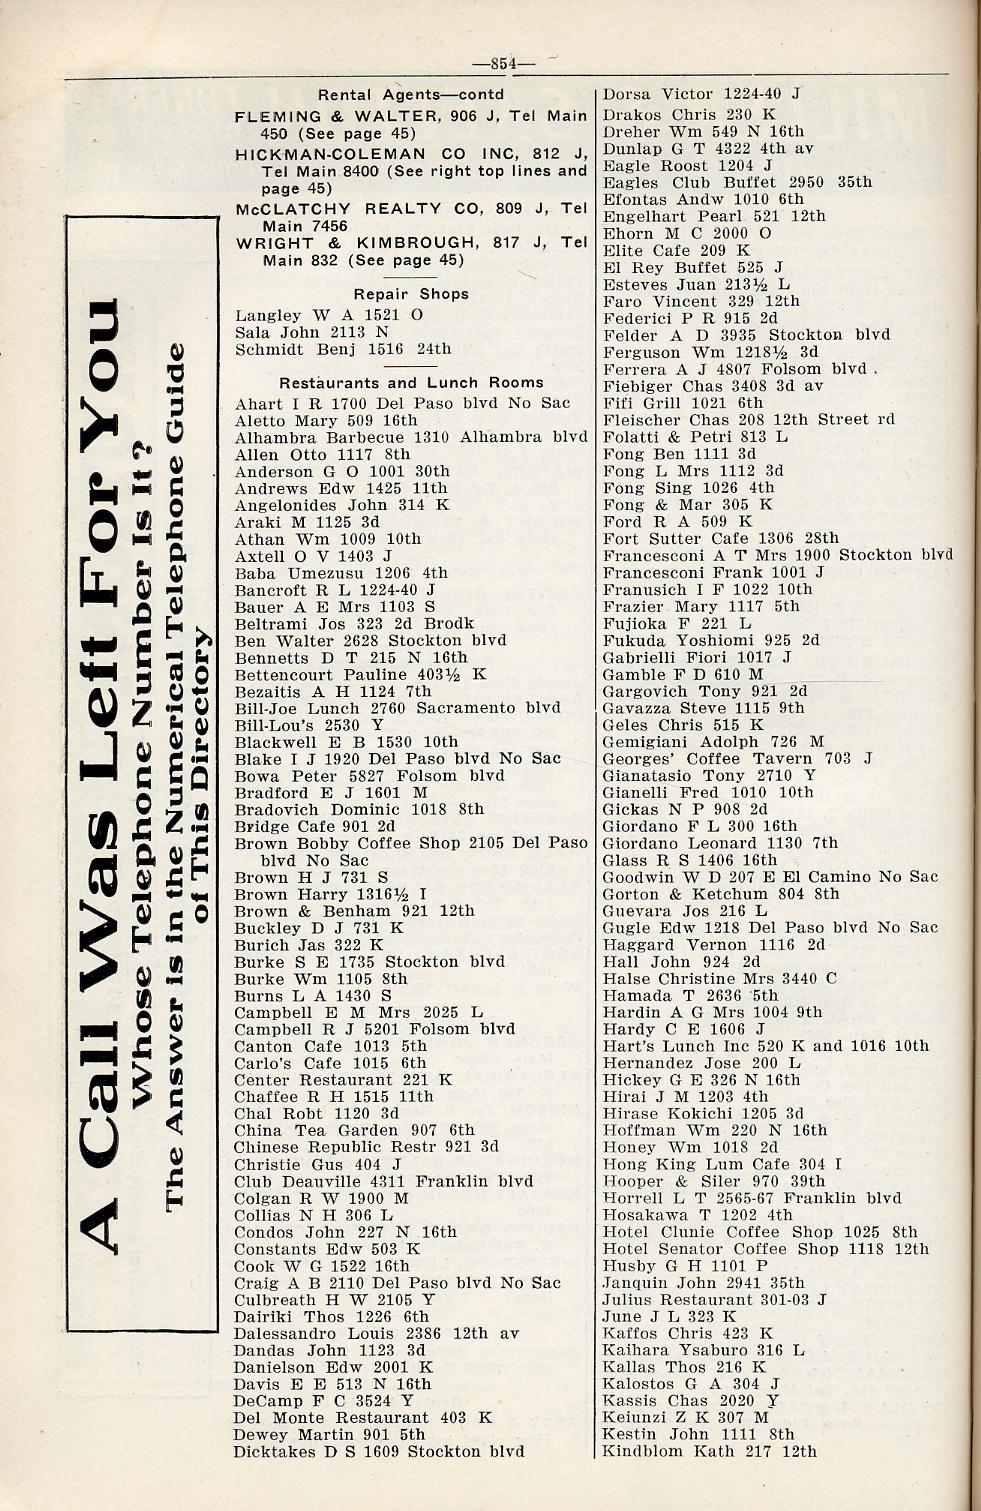 —854—
A Call Was Left For You
Whose Telephone Number Is It?
The Answer is in the Numerical Telephone Guide
of This Directory
Rental Agents—contd
FLEMING & WALTER, 906 J, Tel Main
450 (See page 45)
HICKMAN-COLEMAN CO INC, 812 J,
Tel Main 8400 (See right top lines and
page 45)
McCLATCHY REALTY CO, 809 J, Tel
Main 7456
WRIGHT & KIMBROUGH, 817 J, Tel
Main 832 (See page 45)
Repair Shops
Langley W A 1521 O
Sala John 2113 N
Schmidt Benj 1516 24th
Restaurants and Lunch Rooms
Ahart I R 1700 Del Paso blvd No Sac
Aletto Mary 509 16th
Alhambra Barbecue 1310 Alhambra blvd
Allen Otto 1117 8th
Anderson G O 1001 30th
Andrews Edw 1425 11th
Angelonides John 314 K
Araki M 1125 3d
Athan Wm 1009 10th
Axtell O V 1403 J
Baba Umezusu 1206 4th
Bancroft R L 1224-40 J
Bauer A E Mrs 1103 S
Beltrami Jos 323 2d Brodk
Ben Walter 2628 Stockton blvd
Bennetts D T 215 N 16th
Bettencourt Pauline 403½ K
Bezaitis A H 1124 7th
Bill-Joe Lunch 2760 Sacramento blvd
Bill-Lou's 2530 Y
Blackwell E B 1530 10th
Blake I J 1920 Del Paso blvd No Sac
Bowa Peter 5827 Folsom blvd
Bradford E J 1601 M
Bradovich Dominic 1018 8th
Bridge Cafe 901 2d
Brown Bobby Coffee Shop 2105 Del Paso
blvd No Sac
Brown H J 731 S
Brown Harry 1316½ I
Brown & Benham 921 12th
Buckley D J 731 K
Burich Jas 322 K
Burke S E 1735 Stockton blvd
Burke Wm 1105 8th
Burns L A 1430 S
Campbell E M Mrs 2025 L
Campbell R J 5201 Folsom blvd
Canton Cafe 1013 5th
Carlo's Cafe 1015 6th
Center Restaurant 221 K
Chaffee R H 1515 11th
Chal Robt 1120 3d
China Tea Garden 907 6th
Chinese Republic Restr 921 3d
Christie Gus 404 J
Club Deauville 4311 Franklin blvd
Colgan R W 1900 M
Collias N H 306 L
Condos John 227 N 16th
Constants Edw 503 K
Cook W G 1522 16th
Craig A B 2110 Del Paso blvd No Sac
Culbreath H W 2105 Y
Dairiki Thos 1226 6th
Dalessandro Louis 2386 12th av
Dandas John 1123 3d
Danielson Edw 2001 K
Davis E E 513 N 16th
DeCamp F C 3524 Y
Del Monte Restaurant 403 K
Dewey Martin 901 5th
Dicktakes D S 1609 Stockton blvd
Dorsa Victor 1224-40 J
Drakos Chris 230 K
Dreher Wm 549 N 16th
Dunlap G T 4322 4th av
Eagle Roost 1204 J
Eagles Club Buffet 2950 35th
Efontas Andw 1010 6th
Engelhart Pearl 521 12th
Ehorn M C 2000 O
Elite Cafe 209 K
El Rey Buffet 525 J
Esteves Juan 213½ L
Faro Vincent 329 12th
Federici P R 915 2d
Felder A D 3935 Stockton blvd
Ferguson Wm 1218½ 3d
Ferrera A J 4807 Folsom blvd .
Fiebiger Chas 3408 3d av
Fifi Grill 1021 6th
Fleischer Chas 208 12th Street rd
Folatti & Petri 813 L
Fong Ben 1111 3d
Fong L Mrs 1112 3d
Fong Sing 1026 4th
Fong & Mar 305 K
Ford R A 509 K
Fort Sutter Cafe 1306 28th
Francesconi A T Mrs 1900 Stockton blvd
Francesconi Frank 1001 J
Franusich I F 1022 10th
Frazier Mary 1117 5th
Fujioka F 221 L
Fukuda Yoshiomi 925 2d
Gabrielli Fiori 1017 J
Gamble F D 610 M
Gargovich Tony 921 2d
Gavazza Steve 1115 9th
Geles Chris 515 K
Gemigiani Adolph 726 M
Georges' Coffee Tavern 703 J
Gianatasio Tony 2710 Y
Gianelli Fred 1010 10th
Gickas N P 908 2d
Giordano F L 300 16th
Giordano Leonard 1130 7th
Glass R S 1406 16th
Goodwin W D 207 E El Camino No Sac
Gorton & Ketchum 804 8th
Guevara Jos 216 L
Gugle Edw 1218 Del Paso blvd No Sac
Haggard Vernon 1116 2d
Hall John 924 2d
Halse Christine Mrs 3440 C
Hamada T 2636 5th
Hardin A G Mrs 1004 9th
Hardy C E 1606 J
Hart's Lunch Inc 520 K and 1016 10th
Hernandez Jose 200 L
Hickey G E 326 N 16th
Hirai J M 1203 4th
Hirase Kokichi 1205 3d
Hoffman Wm 220 N 16th
Honey Wm 1018 2d
Hong King Lum Cafe 304 I
Hooper & Siler 970 39th
Horrell L T 2565-67 Franklin blvd
Hosakawa T 1202 4th
Hotel Clunie Coffee Shop 1025 8th
Hotel Senator Coffee Shop 1118 12th
Husby G H 1101 P
Janquin John 2941 35th
Julius Restaurant 301-03 J
June J L 323 K
Kaffos Chris 423 K
Kaihara Ysaburo 316 L
Kallas Thos 216 K
Kalostos G A 304 J
Kassis Chas 2020 Y
Keiunzi Z K 307 M
Kestin John 1111 8th
Kindblom Kath 217 12th